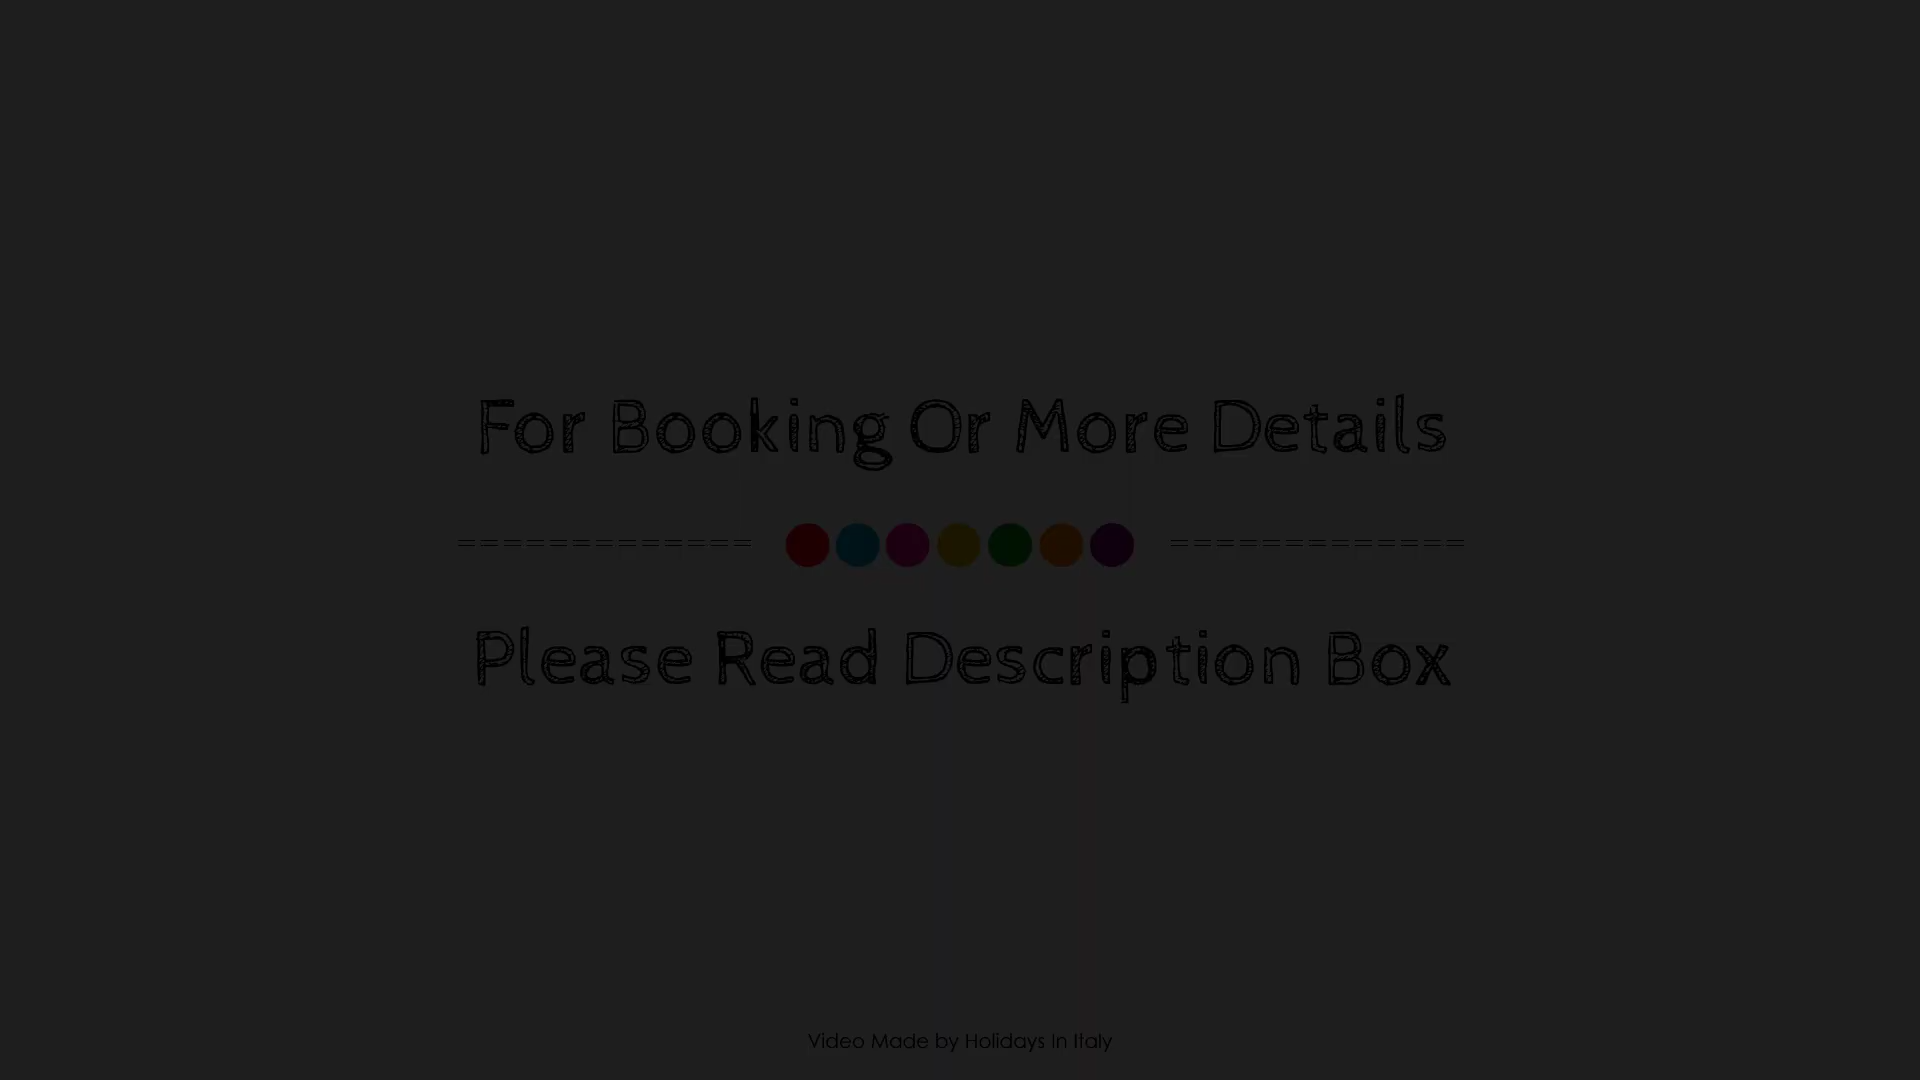 For Booking Or More Details
============= =============
Please Read Description Box
Video Made by Holidays In Italy